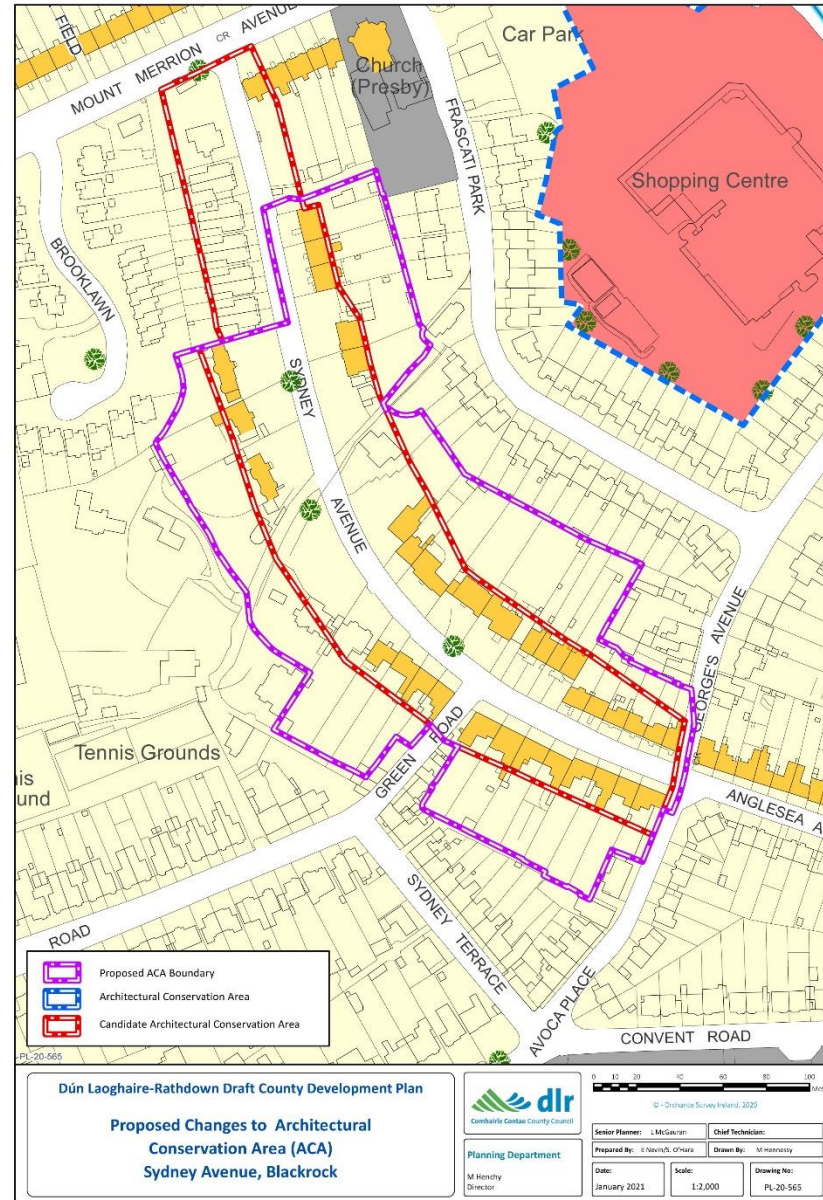 FIELD
MOUNT MERRION CR AVENUE
Church
(Presby)
Car Park
FRASCATI PARK
Shopping Centre
BROOKLAWN
SYDNEY
AVENUE
GEORGE'S AVENUE
Tennis Grounds
und
GREEN ROAD
ANGLESEA A
ROAD
SYDNEY TERRACE
AVOCA PLACE
CONVENT ROAD
Proposed ACA Boundary
Architectural Conservation Area
Candidate Architectural Conservation Area
PL-20-565
Dún Laoghaire-Rathdown Draft County Development Plan
Proposed Changes to Architectural
Conservation Area (ACA)
Sydney Avenue, Blackrock
dlr
Comhairle Contae County Council
Planning Department
M Henchy
Director
0 10 20 40 60 80 100
© - Ordnance Survey Ireland, 2020
Senior Planner: L McGauran
Chief Technician:
Prepared By: E Nevin/S. O'Hara
Drawn By: M Hennessy
Date:
January 2021
Scale:
1:2,000
Drawing No:
PL-20-565